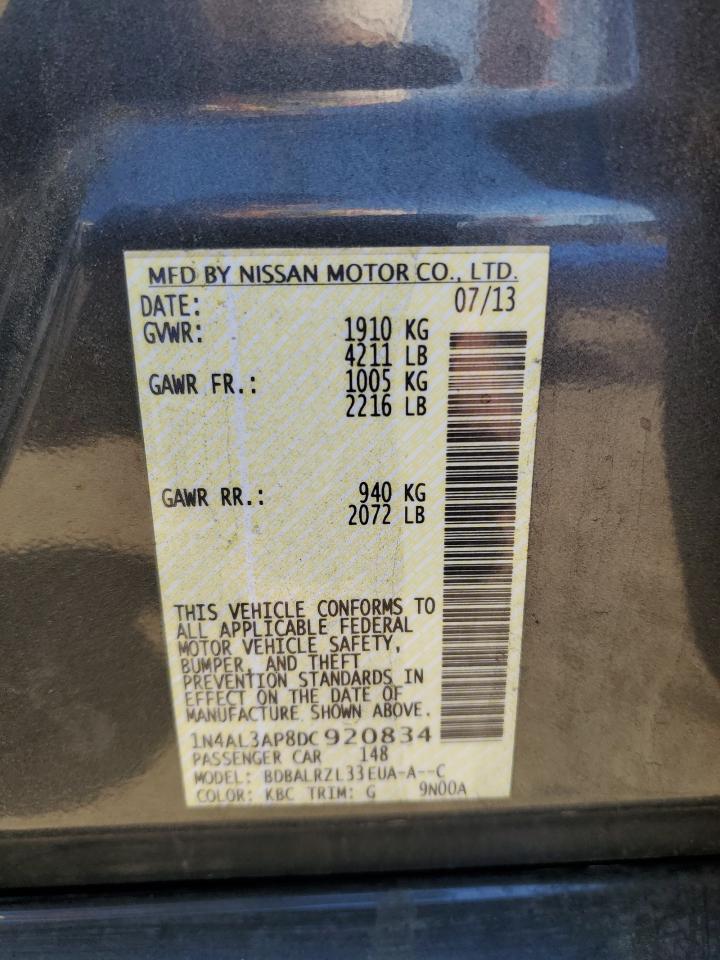 MFD BY NISSAN MOTOR CO., LTD.
DATE: 07/13
GVWR: 1910 KG
4211 LB
GAWR FR.: 1005 KG
2216 LB
GAWR RR.: 940 KG
2072 LB
THIS VEHICLE CONFORMS TO
ALL APPLICABLE FEDERAL
MOTOR VEHICLE SAFETY,
BUMPER, AND THEFT
PREVENTION STANDARDS IN
EFFECT ON THE DATE OF
MANUFACTURE SHOWN ABOVE.
1N4AL3AP8DC920834
PASSENGER CAR 148
MODEL: BDBALRZL33EUA-A--C
COLOR: KBC TRIM: G 9N00A